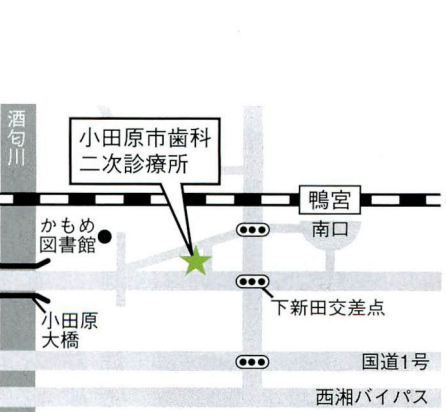 酒匂川
小田原市歯科
二次診療所
鴨宮
かもめ
図書館
南口
下新田交差点
小田原
大橋
国道1号
西湘バイパス